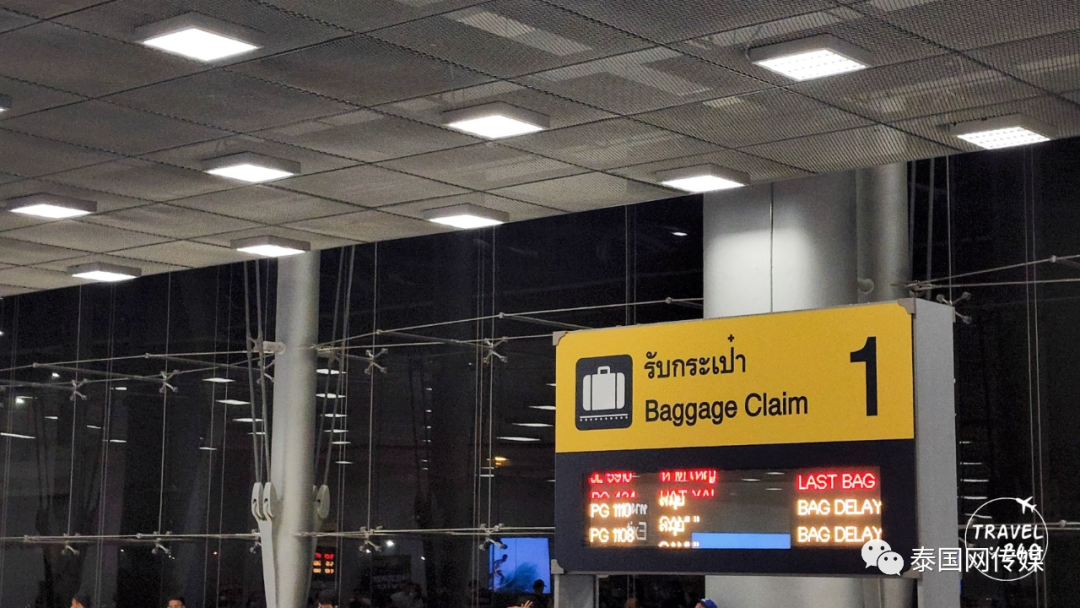 รับกระเป๋า
Baggage Claim
1
LAST BAG
HAT YAI
PG 1110 BAG DELAY
PG 1108 BAG DELAY
TRAVEL
泰国网传媒